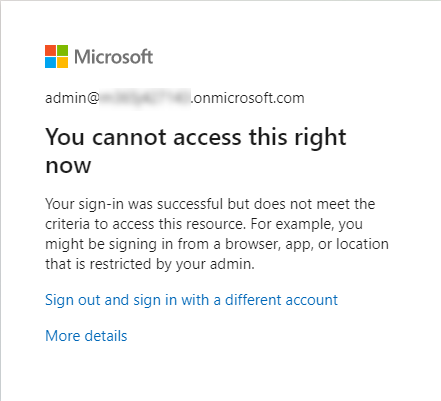 Microsoft
admin@ .onmicrosoft.com
You cannot access this right
now
Your sign-in was successful but does not meet the
criteria to access this resource. For example, you
might be signing in from a browser, app, or location
that is restricted by your admin.
Sign out and sign in with a different account
More details